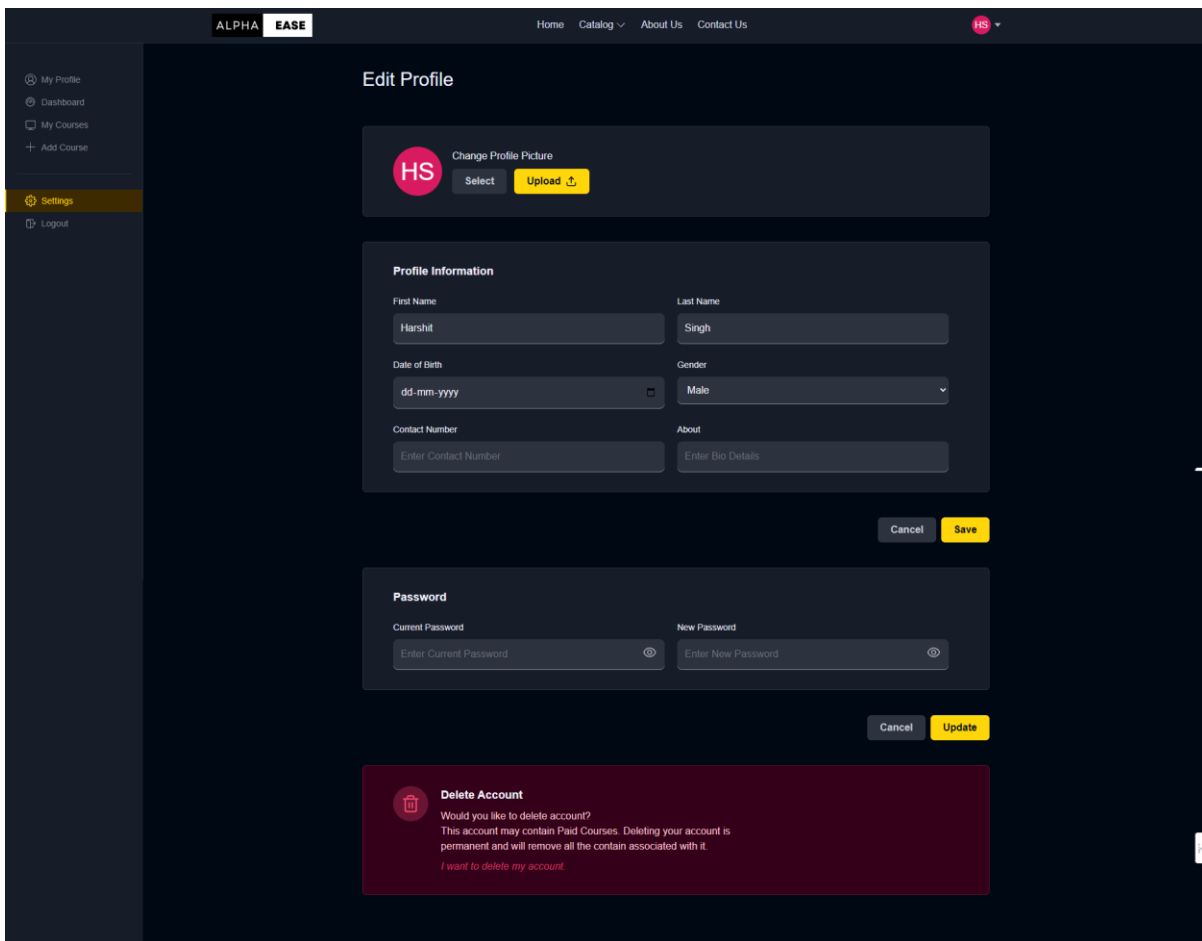 ALPHA EASE
Home Catalog About Us Contact Us
HS
My Profile
Dashboard
My Courses
Add Course
Settings
Logout
Edit Profile
HS
Change Profile Picture
Select Upload
Profile Information
First Name Last Name
Harshit Singh
Date of Birth Gender
dd-mm-yyyy Male
Contact Number About
Enter Contact Number Enter Bio Details
Cancel Save
Password
Current Password New Password
Enter Current Password Enter New Password
Cancel Update
Delete Account
Would you like to delete account?
This account may contain Paid Courses. Deleting your account is
permanent and will remove all the contain associated with it.
I want to delete my account.